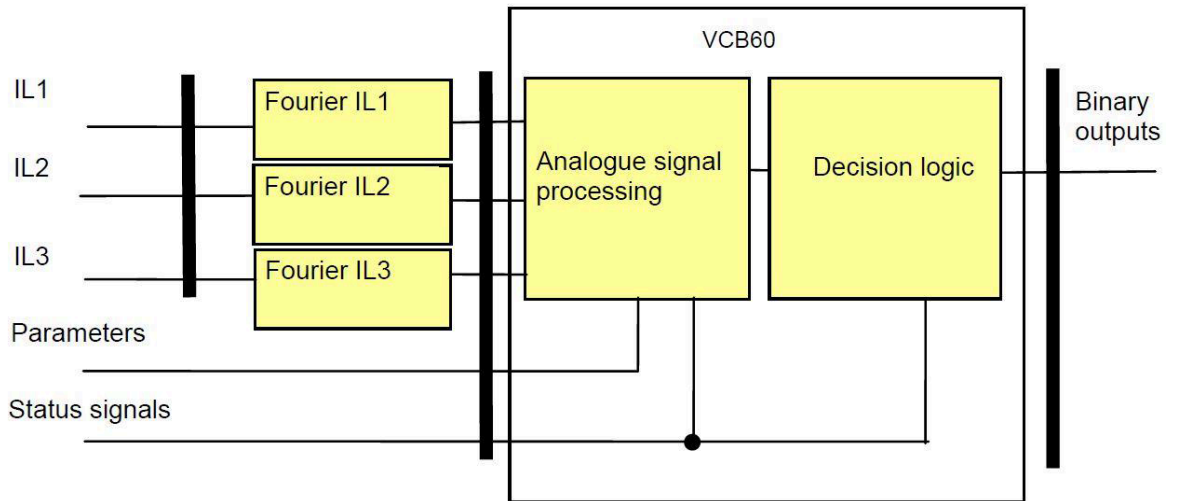 VCB60
IL1
Fourier IL1
Binary
outputs
IL2
Fourier IL2
Analogue signal
processing
Decision logic
IL3
Fourier IL3
Parameters
Status signals